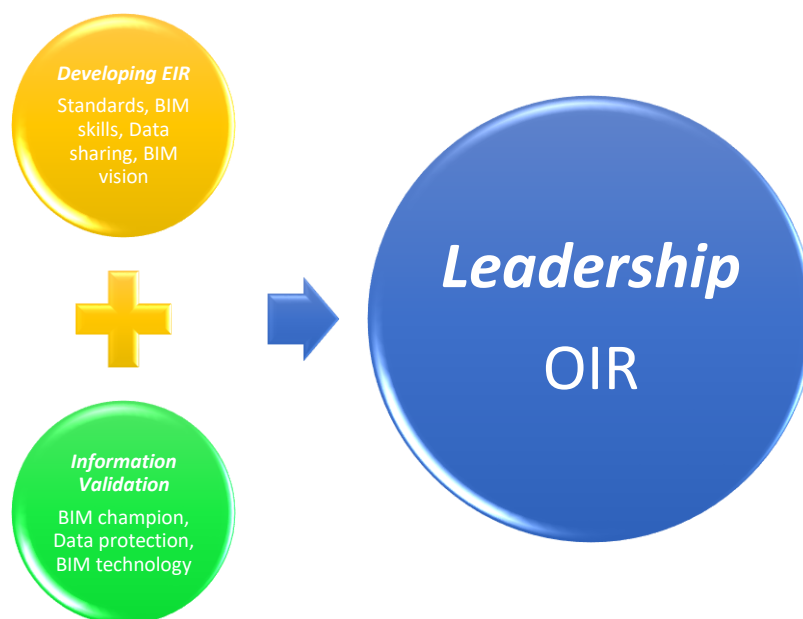 Developing EIR
Standards, BIM
skills, Data
sharing, BIM
vision
Information
Validation
BIM champion,
Data protection,
BIM technology
Leadership
OIR